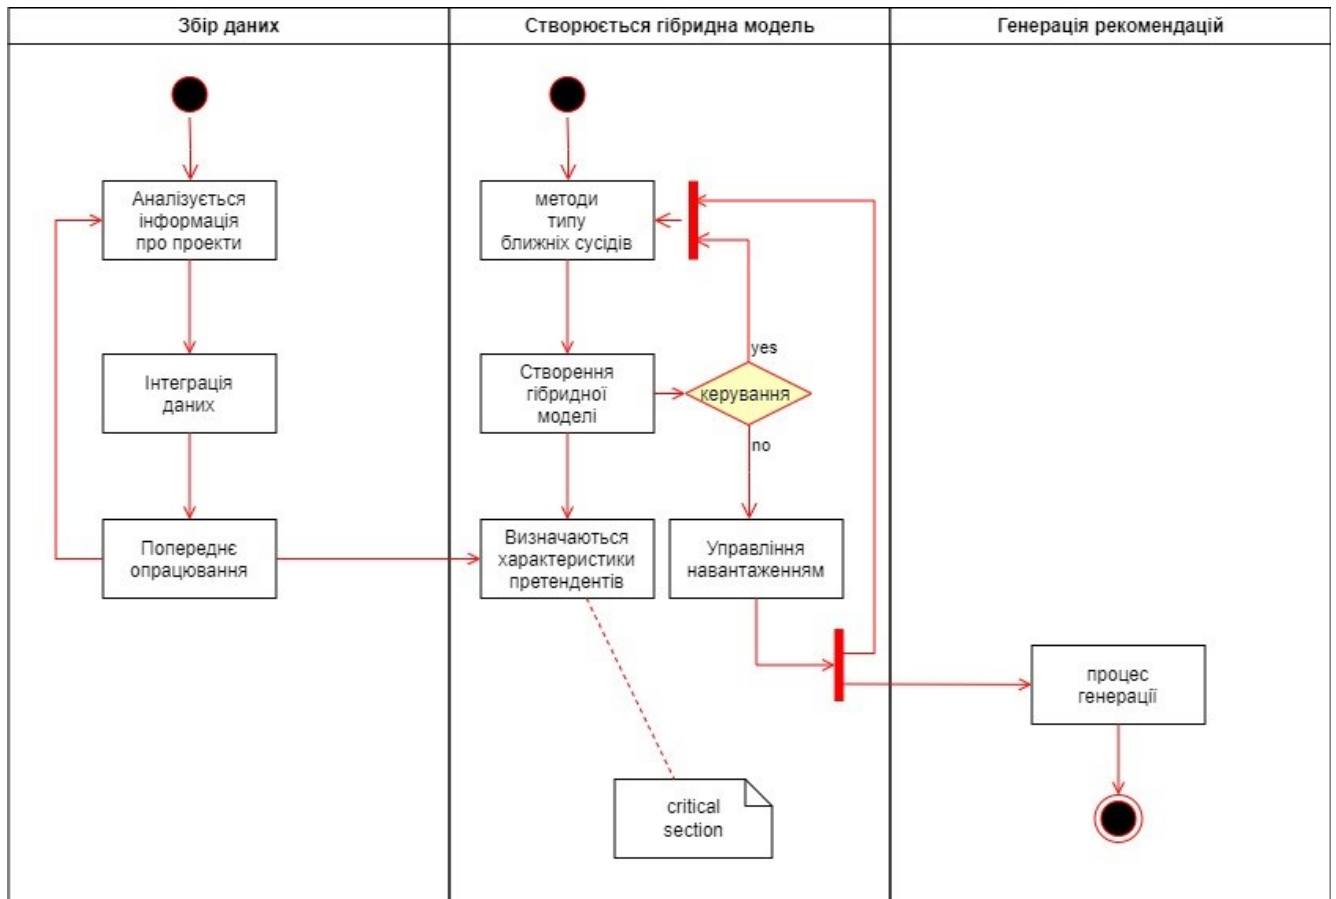 Збір даних
Створюється гібридна модель
Генерація рекомендацій
Аналізується
інформація
про проекти
методи
типу
ближніх сусідів
yes
Інтеграція
даних
Створення
гібридної
моделі
керування
no
Попереднє
опрацювання
Визначаються
характеристики
претендентів
Управління
навантаженням
процес
генерації
critical
section